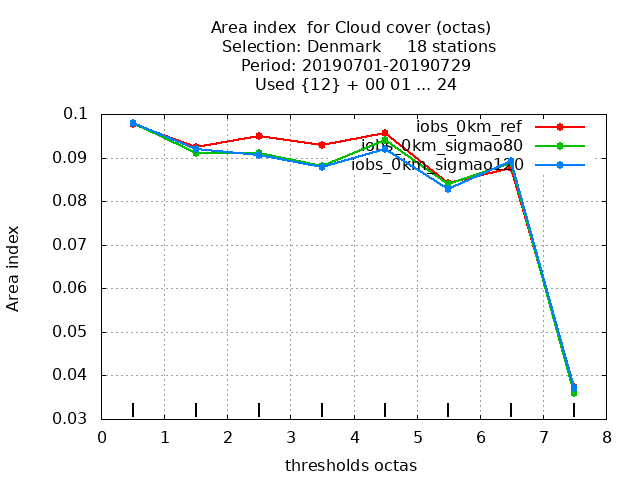 Area index  for Cloud cover (octas)
Selection: Denmark     18 stations
Period: 20190701-20190729
Used {12} + 00 01 ... 24
iobs_0km_ref
iobs_0km_sigmao80
iobs_0km_sigmao120
0.1
0.09
0.08
0.07
0.06
0.05
0.04
0.03
Area index
0 1 2 3 4 5 6 7 8
thresholds octas